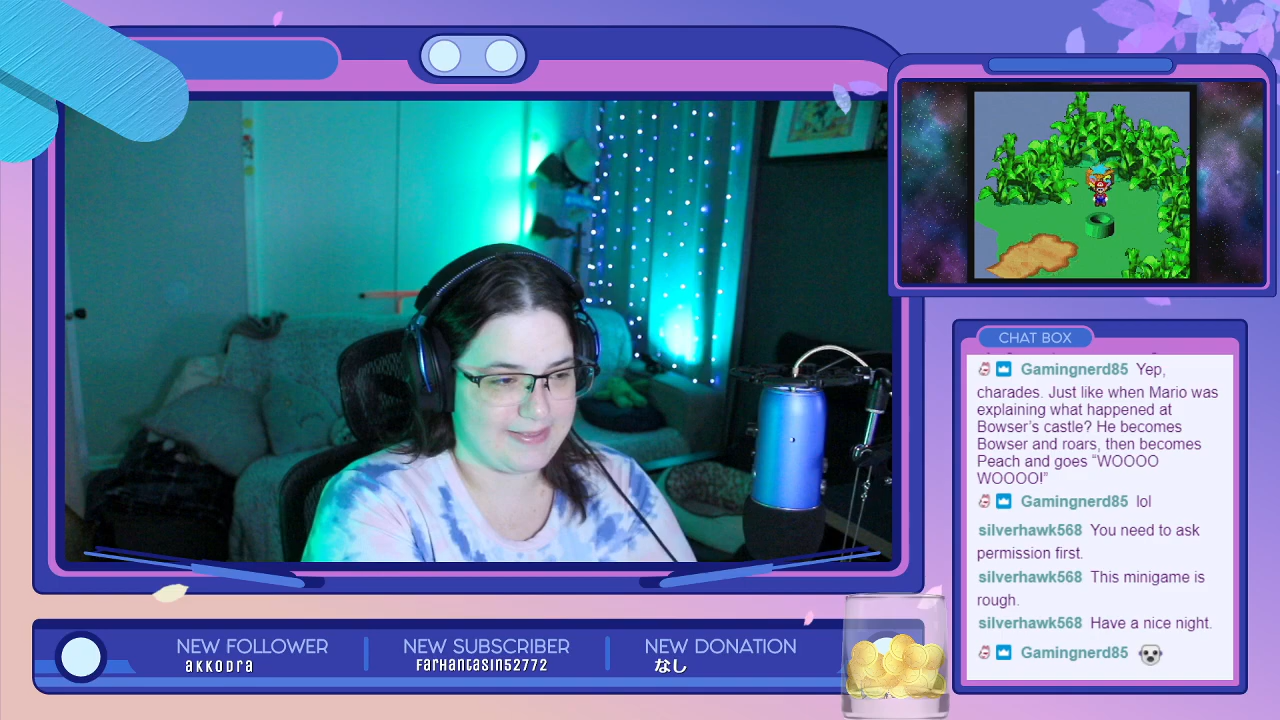 CHAT BOX
Gamingnerd85 Yep,
charades. Just like when Mario was
explaining what happened at
Bowser's castle? He becomes
Bowser and roars, then becomes
Peach and goes “WOOOO
WOOOO!”
Gamingnerd85 lol
silverhawk568 You need to ask
permission first.
silverhawk568 This minigame is
rough.
silverhawk568 Have a nice night.
Gamingnerd85
NEW FOLLOWER
akkodra
NEW SUBSCRIBER
farhantasin52772
NEW DONATION
なし